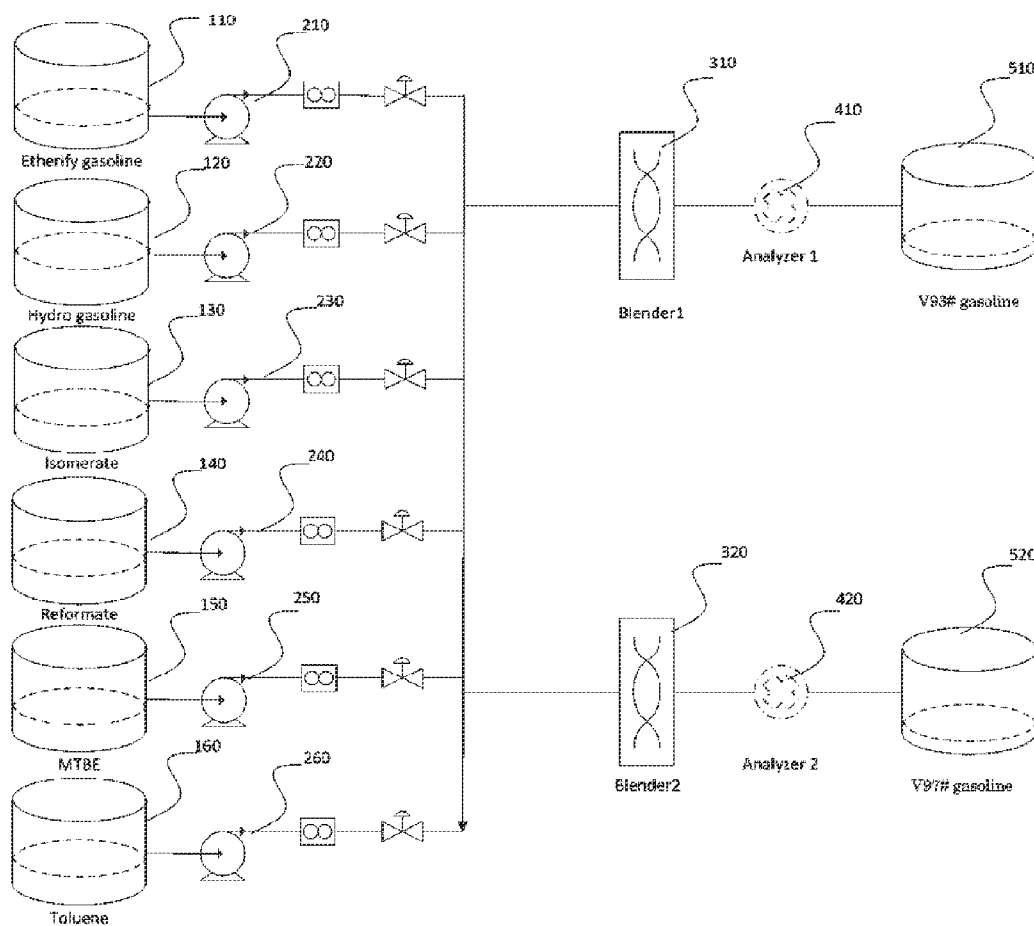 110
210
310
510
410
Etherify gasoline
120
220
Analyzer 1
Hydro gasoline
130
Blender1
V93# gasoline
230
Isomerate
140
240
320
520
Reformate
150
250
420
MTBE
160
Analyzer 2
260
Blender2
V97# gasoline
Toluene